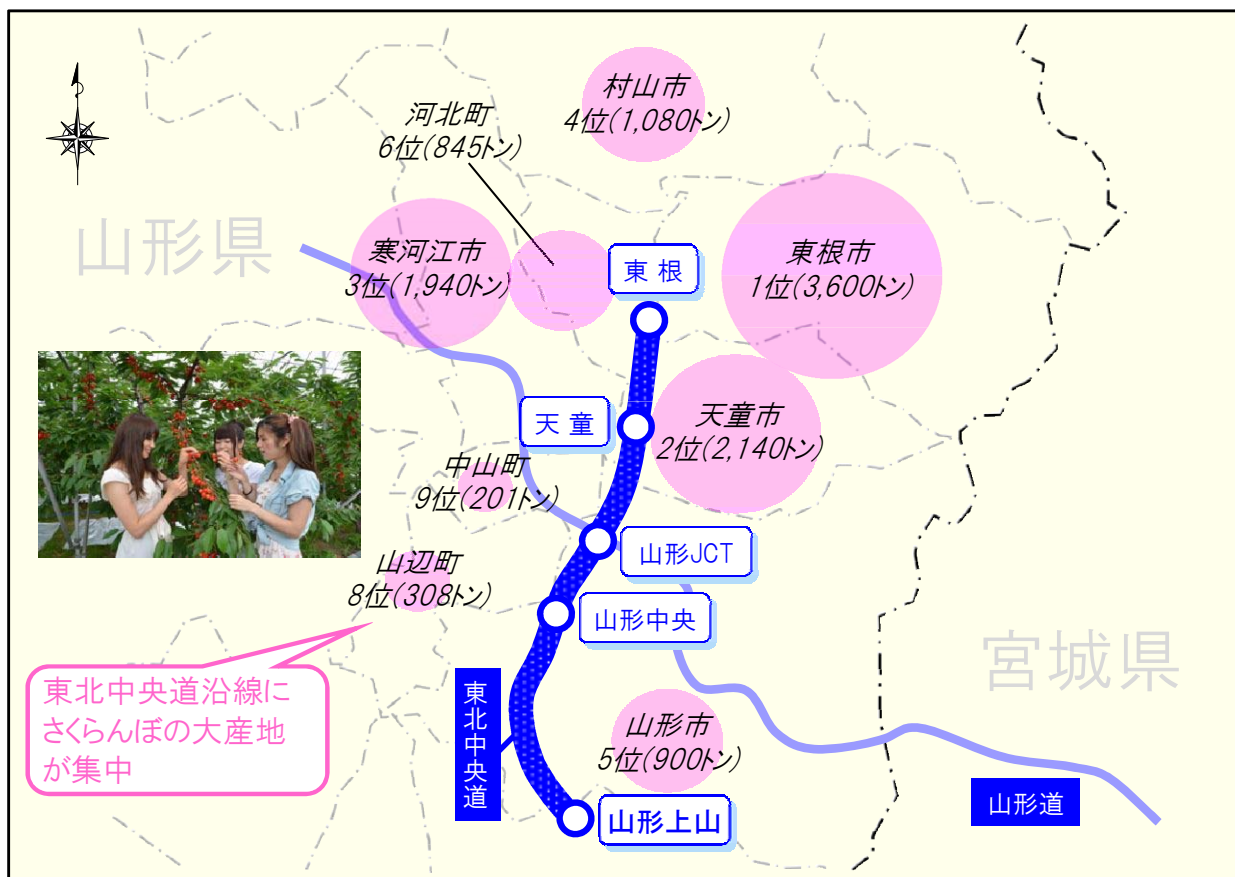 村山市
4位(1,080トン)
河北町
6位(845トン)
山形県
寒河江市
3位(1,940トン)
東根
東根市
1位(3,600トン)
天童
天童市
2位(2,140トン)
中山町
9位(201トン)
山形JCT
山辺町
8位(308トン)
山形中央
宮城県
東北中央道沿線に
さくらんぼの大産地
が集中
東北中央道
山形市
5位(900トン)
山形道
山形上山